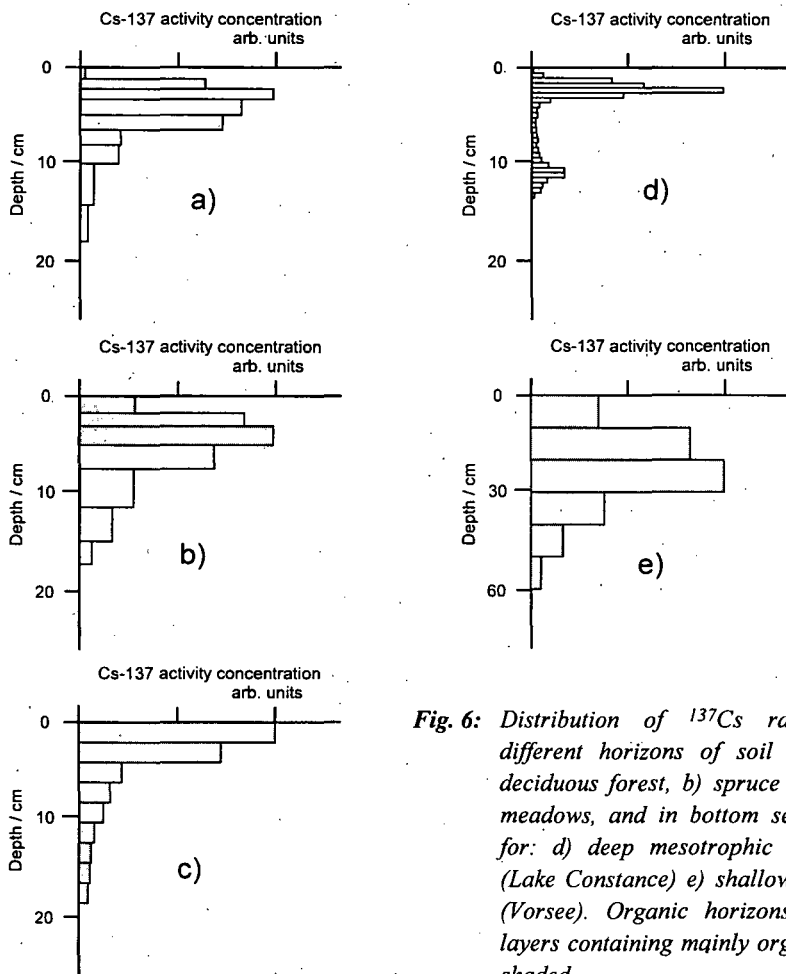 Cs-137 activity concentration
arb. units
0
10
20
Depth / cm
a)
Cs-137 activity concentration
arb. units
0
10
20
Depth / cm
d)
Cs-137 activity concentration
arb. units
0
10
20
Depth / cm
b)
Cs-137 activity concentration
arb. units
0
30
60
Depth / cm
e)
Cs-137 activity concentration
arb. units
0
10
20
Depth / cm
c)
Fig. 6: Distribution of ¹³⁷Cs
different horizons of soil
deciduous forest, b) spruce
meadows, and in bottom
for: d) deep mesotrophic
(Lake Constance) e)
(Vorsee). Organic horizons
layers containing mainly
shaded